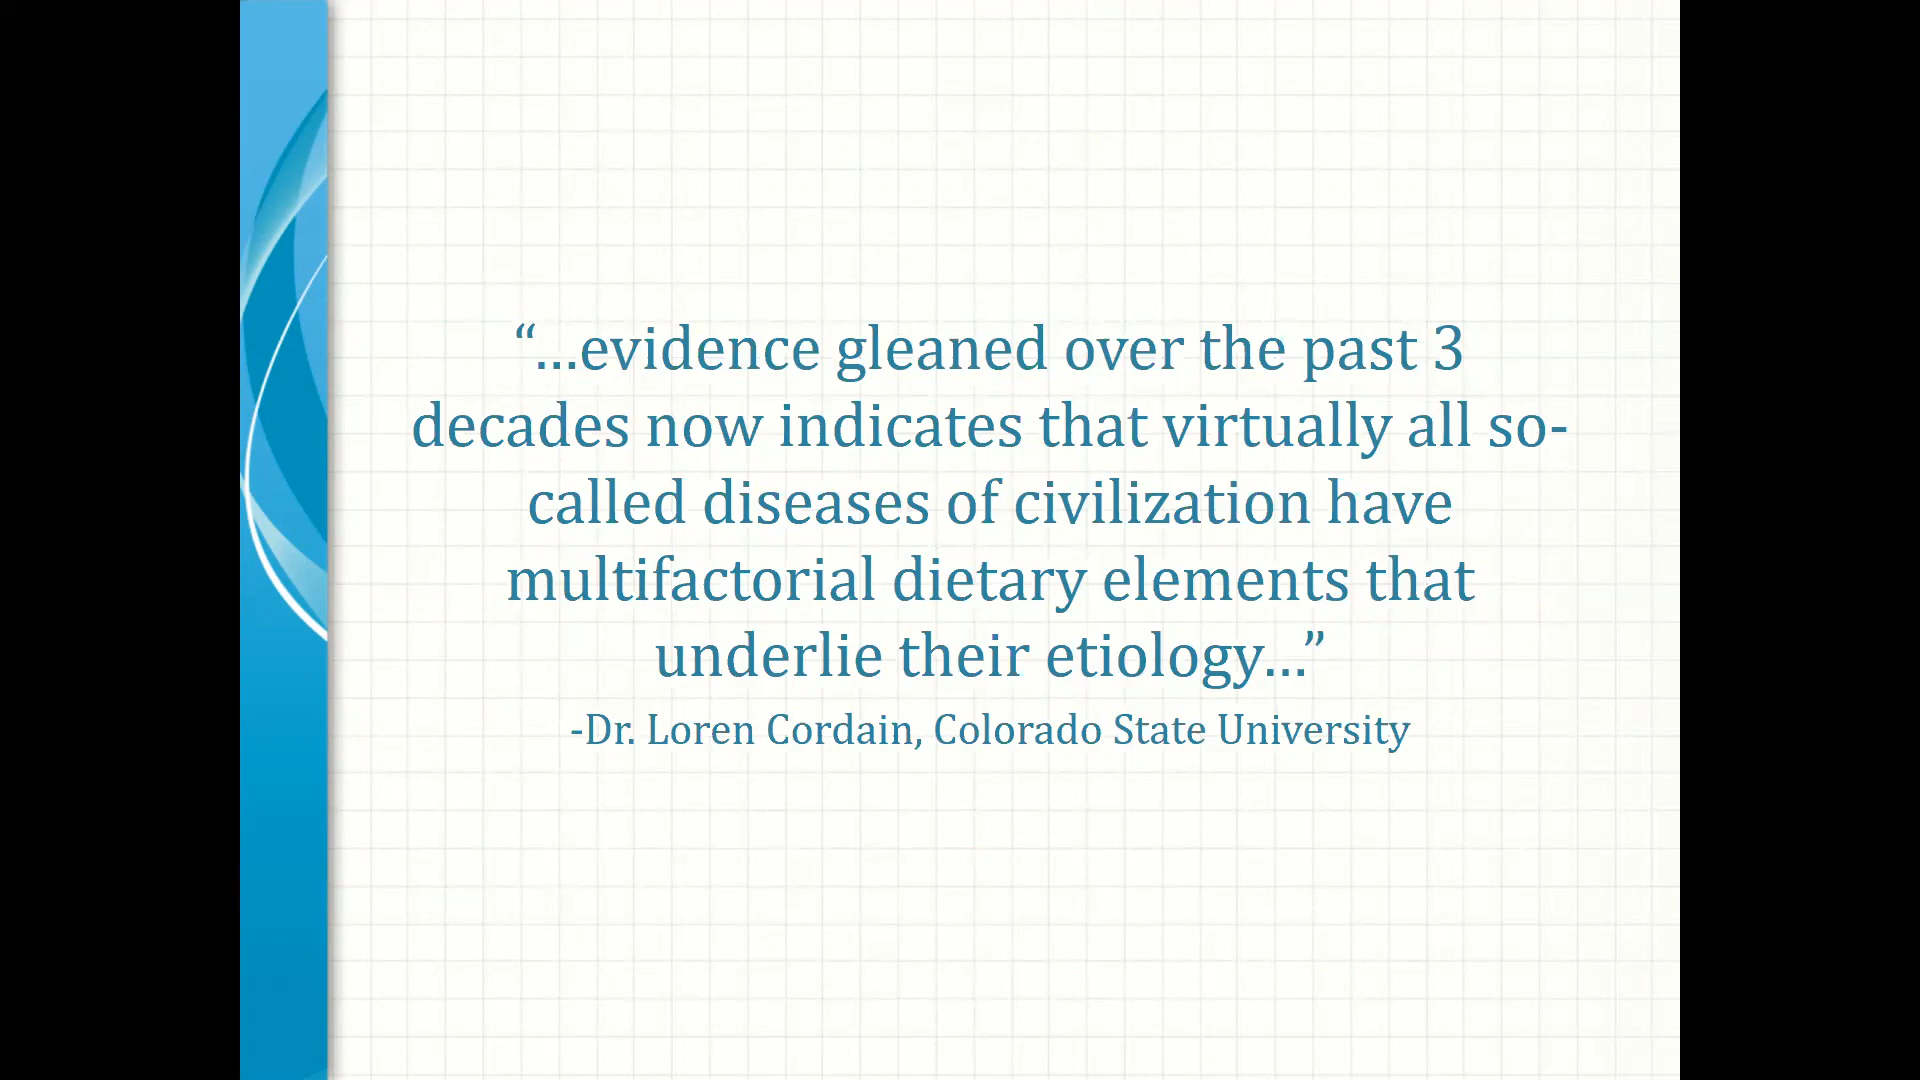 “...evidence gleaned over the past 3
decades now indicates that virtually all so-
called diseases of civilization have
multifactorial dietary elements that
underlie their etiology...”
-Dr. Loren Cordain, Colorado State University